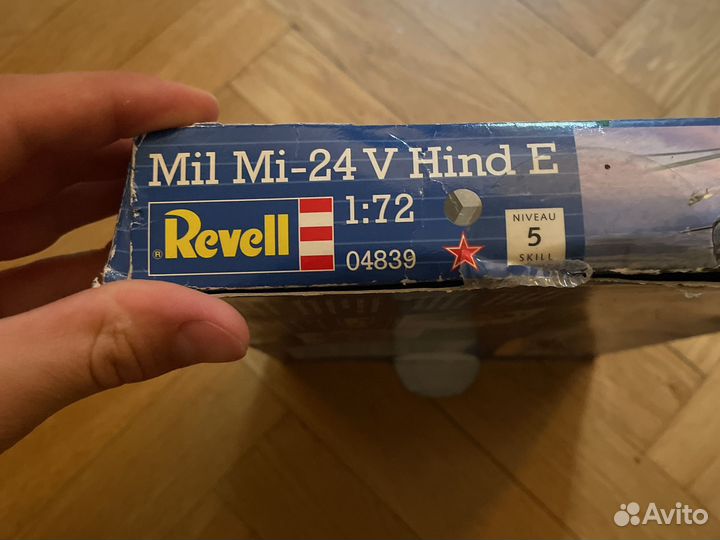 Mil Mi-24 V Hind E
® Revell
1:72
04839
NIVEAU
5
SKILL
Avito